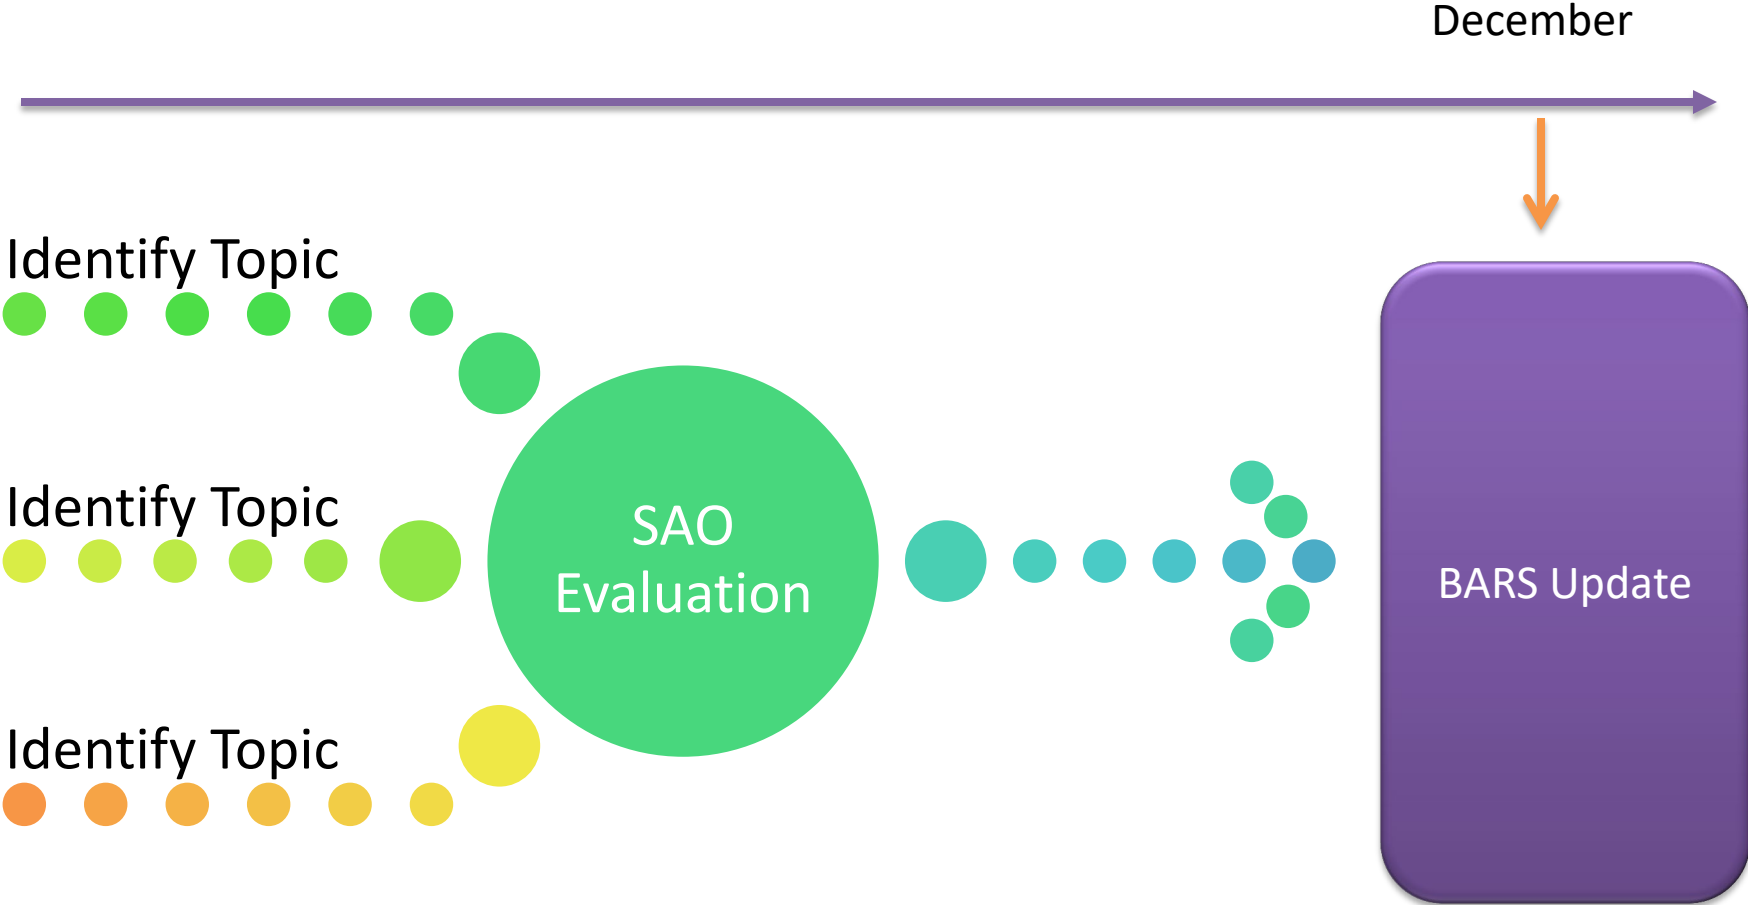 December
Identify Topic
Identify Topic
SAO
Evaluation
BARS Update
Identify Topic